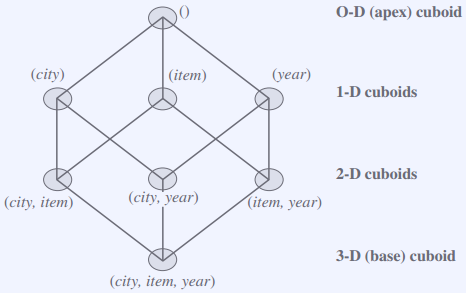 () O-D (apex) cuboid
(city) (item) (year)
1-D cuboids
2-D cuboids
(city, item) (city, year) (item, year)
3-D (base) cuboid
(city, item, year)